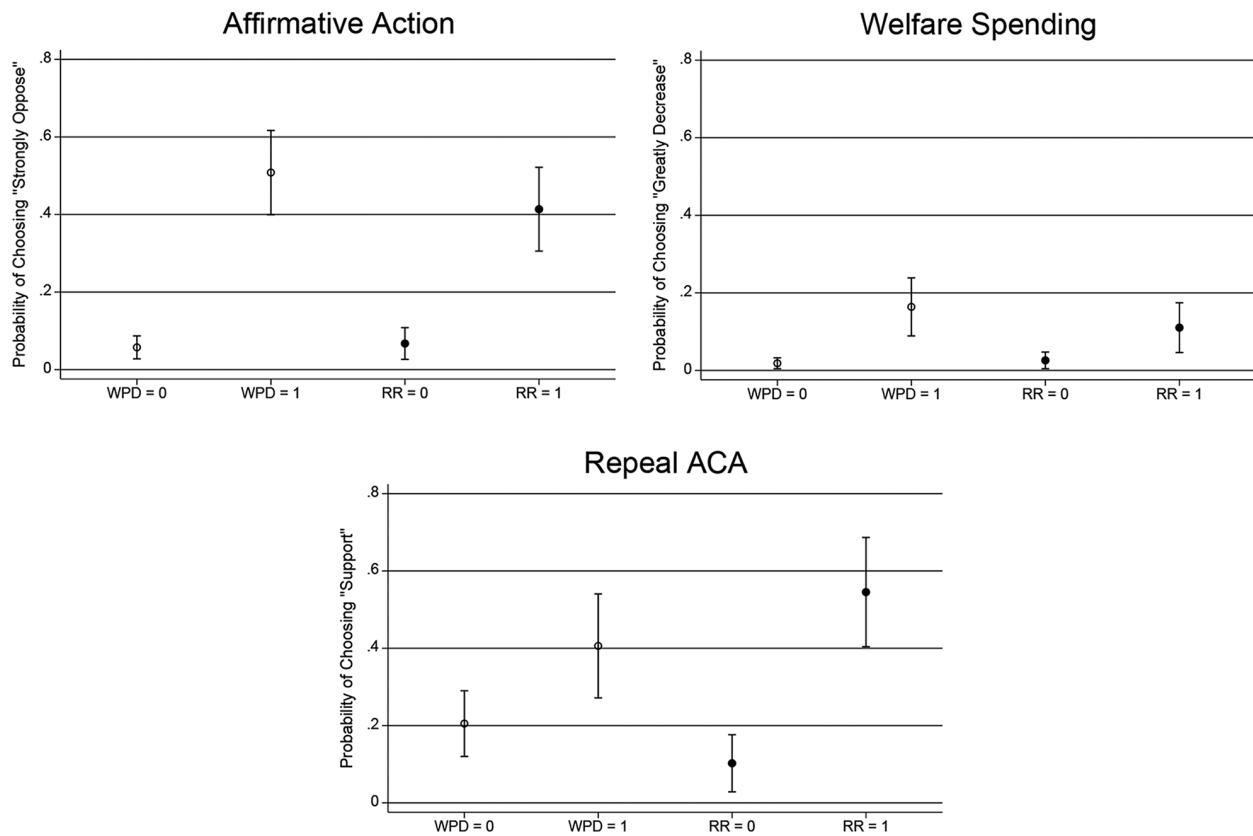 Affirmative Action
Probability of Choosing "Strongly Oppose"
.8
.6
.4
.2
0
WPD = 0 WPD = 1 RR = 0 RR = 1
Welfare Spending
Probability of Choosing "Greatly Decrease"
.8
.6
.4
.2
0
WPD = 0 WPD = 1 RR = 0 RR = 1
Repeal ACA
Probability of Choosing "Support"
.8
.6
.4
.2
0
WPD = 0 WPD = 1 RR = 0 RR = 1